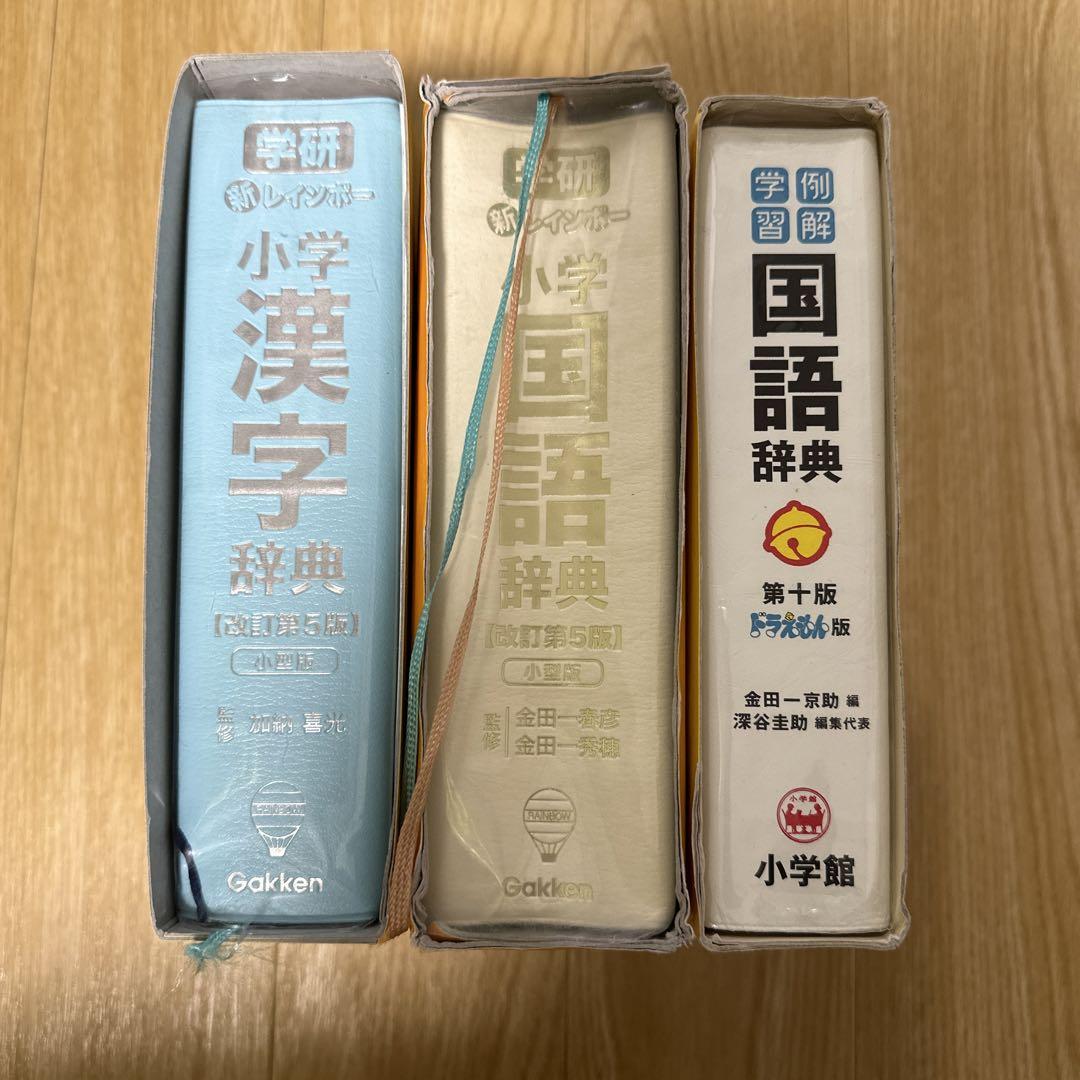 学研
新レインボー
小学
漢字
辞典
【改訂第5版】
小型版
監修 加納 喜光
RAINBOW
Gakken
学研
新レインボー
小学
国語
辞典
【改訂第5版】
小型版
監修
金田一春彦
金田一秀穂
RAINBOW
Gakken
例解
学習
国語
辞典
第十版
ドラえもん版
金田一京助 編
深谷圭助 編集代表
小学館
小学館